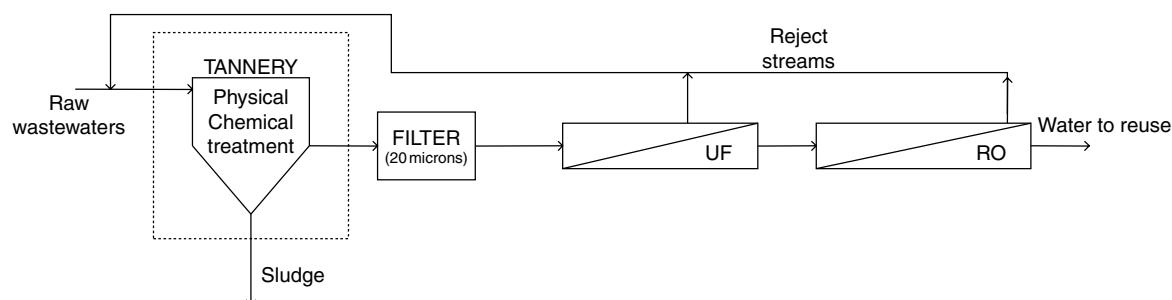 Reject
streams
TANNERY
Raw
wastewaters
Physical
Chemical
treatment
FILTER
(20 microns)
UF
RO
Water to reuse
Sludge